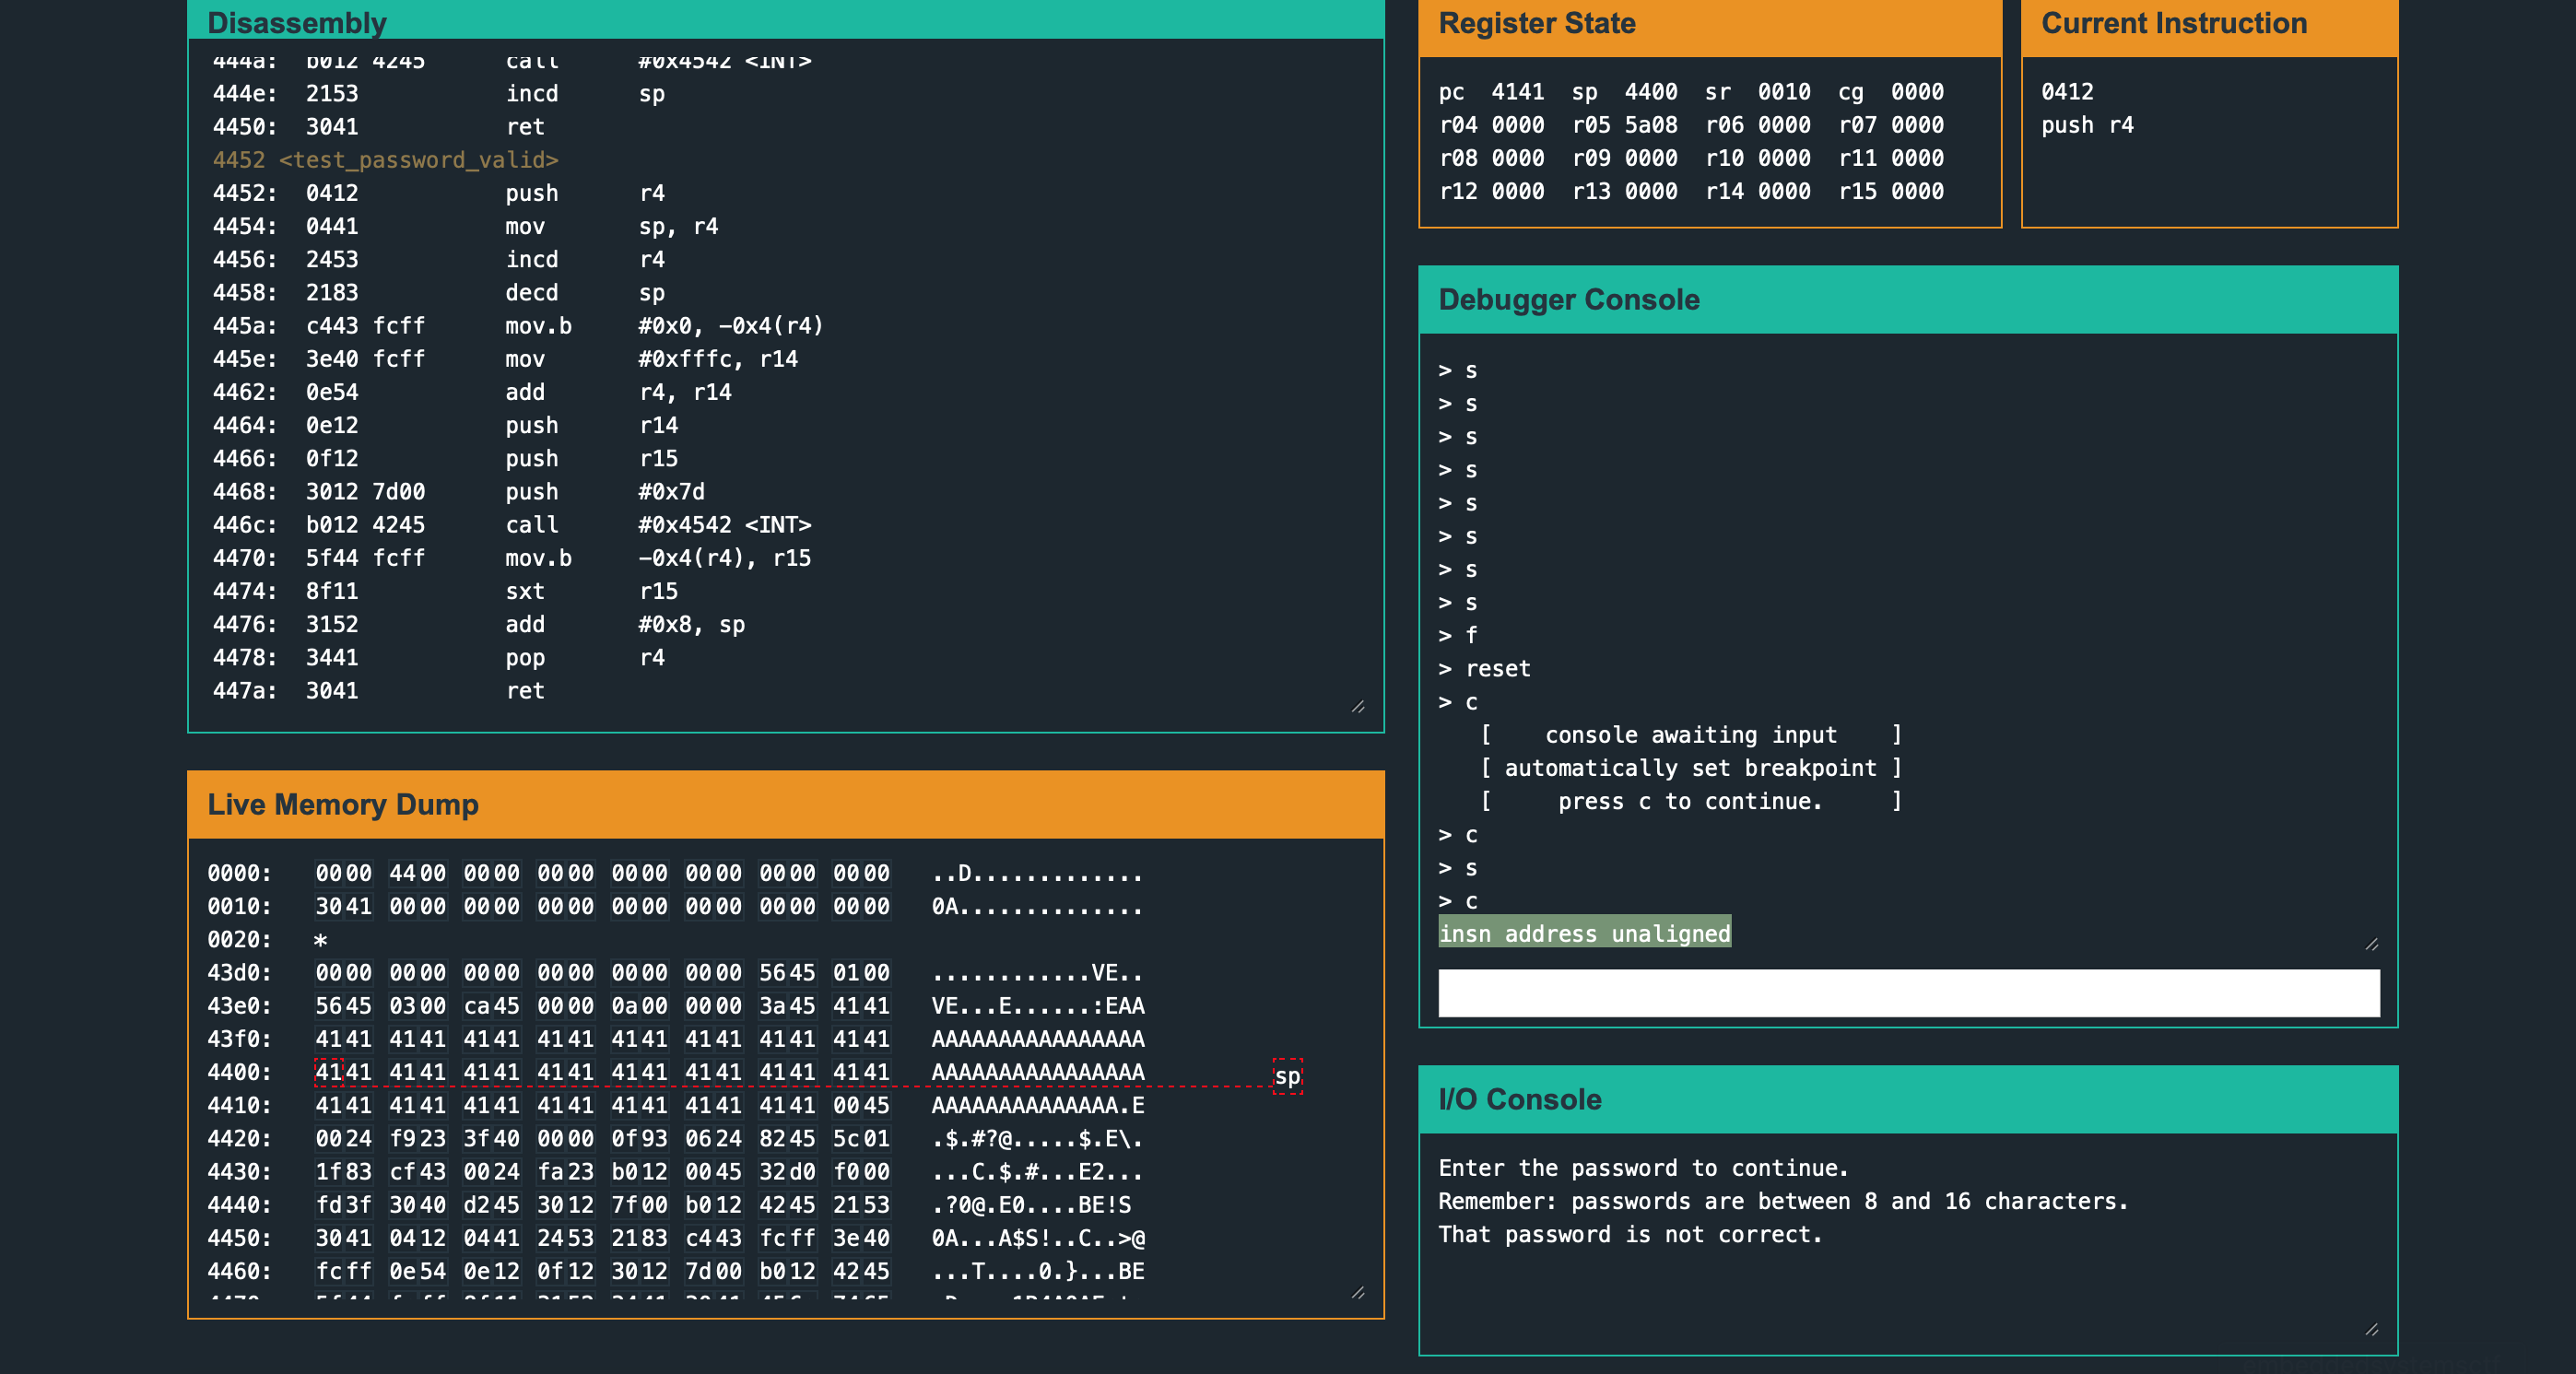 Disassembly
444a: b012 4245 call #0x4542 <INT>
444e: 2153 incd sp
4450: 3041 ret
4452 <test_password_valid>
4452: 0412 push r4
4454: 0441 mov sp, r4
4456: 2453 incd r4
4458: 2183 decd sp
445a: c443 fcff mov.b #0x0, -0x4(r4)
445e: 3e40 fcff mov #0xfffc, r14
4462: 0e54 add r4, r14
4464: 0e12 push r14
4466: 0f12 push r15
4468: 3012 7d00 push #0x7d
446c: b012 4245 call #0x4542 <INT>
4470: 5f44 fcff mov.b -0x4(r4), r15
4474: 8f11 sxt r15
4476: 3152 add #0x8, sp
4478: 3441 pop r4
447a: 3041 ret
Live Memory Dump
0000: 0000 4400 0000 0000 0000 0000 0000 0000 ..D.............
0010: 3041 0000 0000 0000 0000 0000 0000 0000 0A..............
0020: *
43d0: 0000 0000 0000 0000 0000 0000 5645 0100 ............VE..
43e0: 5645 0300 ca45 0000 0a00 0000 3a45 4141 VE...E......:EAA
43f0: 4141 4141 4141 4141 4141 4141 4141 4141 AAAAAAAAAAAAAAAA
4400: 4141 4141 4141 4141 4141 4141 4141 4141 AAAAAAAAAAAAAAAA sp
4410: 4141 4141 4141 4141 4141 4141 4141 0045 AAAAAAAAAAAAAA.E
4420: 0024 f923 3f40 0000 0f93 0624 8245 5c01 .$.#?@.....$.E\.
4430: 1f83 cf43 0024 fa23 b012 0045 32d0 f000 ...C.$.#...E2...
4440: fd3f 3040 d245 3012 7f00 b012 4245 2153 .?0@.E0....BE!S
4450: 3041 0412 0441 2453 2183 c443 fcff 3e40 0A...A$S!..C..>@
4460: fcff 0e54 0e12 0f12 3012 7d00 b012 4245 ...T....0.}...BE
Register State
pc 4141 sp 4400 sr 0010 cg 0000
r04 0000 r05 5a08 r06 0000 r07 0000
r08 0000 r09 0000 r10 0000 r11 0000
r12 0000 r13 0000 r14 0000 r15 0000
Current Instruction
0412
push r4
Debugger Console
> s
> s
> s
> s
> s
> s
> s
> s
> f
> reset
> c
[ console awaiting input ]
[ automatically set breakpoint ]
[ press c to continue. ]
> c
> s
> c
insn address unaligned
I/O Console
Enter the password to continue.
Remember: passwords are between 8 and 16 characters.
That password is not correct.